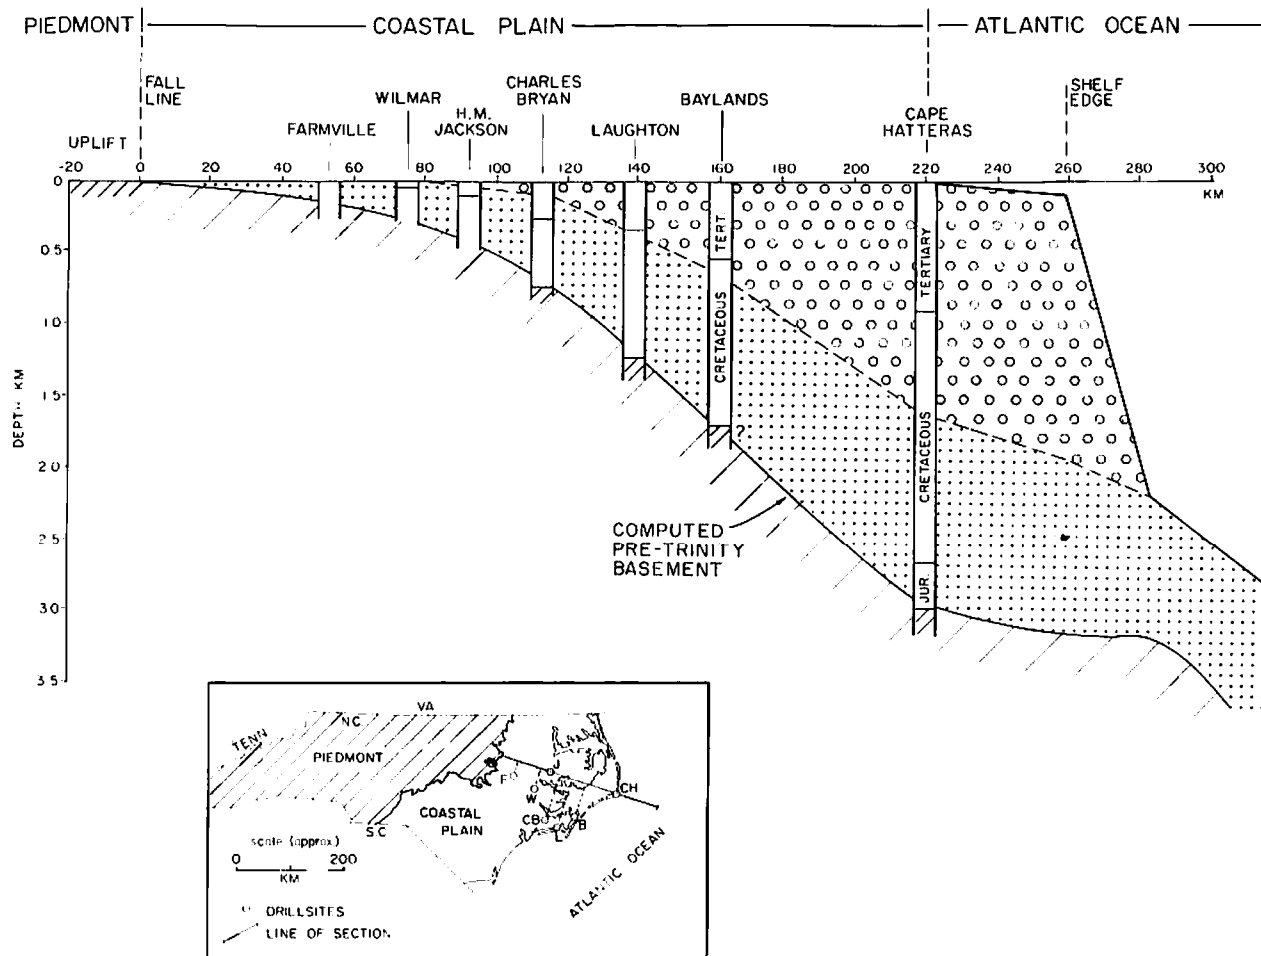 PIEDMONT
COASTAL PLAIN
ATLANTIC OCEAN
FALL
LINE
FARMVILLE
WILMAR
H.M.
JACKSON
CHARLES
BRYAN
LAUGHTON
BAYLANDS
CAPE
HATTERAS
SHELF
EDGE
UPLIFT
-20 0 20 40 60 80 100 120 140 160 180 200 220 240 260 280 300
KM
0
0.5
1.0
1.5
2.0
2.5
3.0
3.5
DEPTH KM
TERT.
CRETACEOUS
?
TERTIARY
CRETACEOUS
JUR.
COMPUTED
PRE-TRINITY
BASEMENT
TENN
NC
VA
PIEDMONT
SC
COASTAL
PLAIN
F
J
W
CB
L
B
CH
ATLANTIC OCEAN
scale (approx.)
0 200
KM
DRILLSITES
LINE OF SECTION